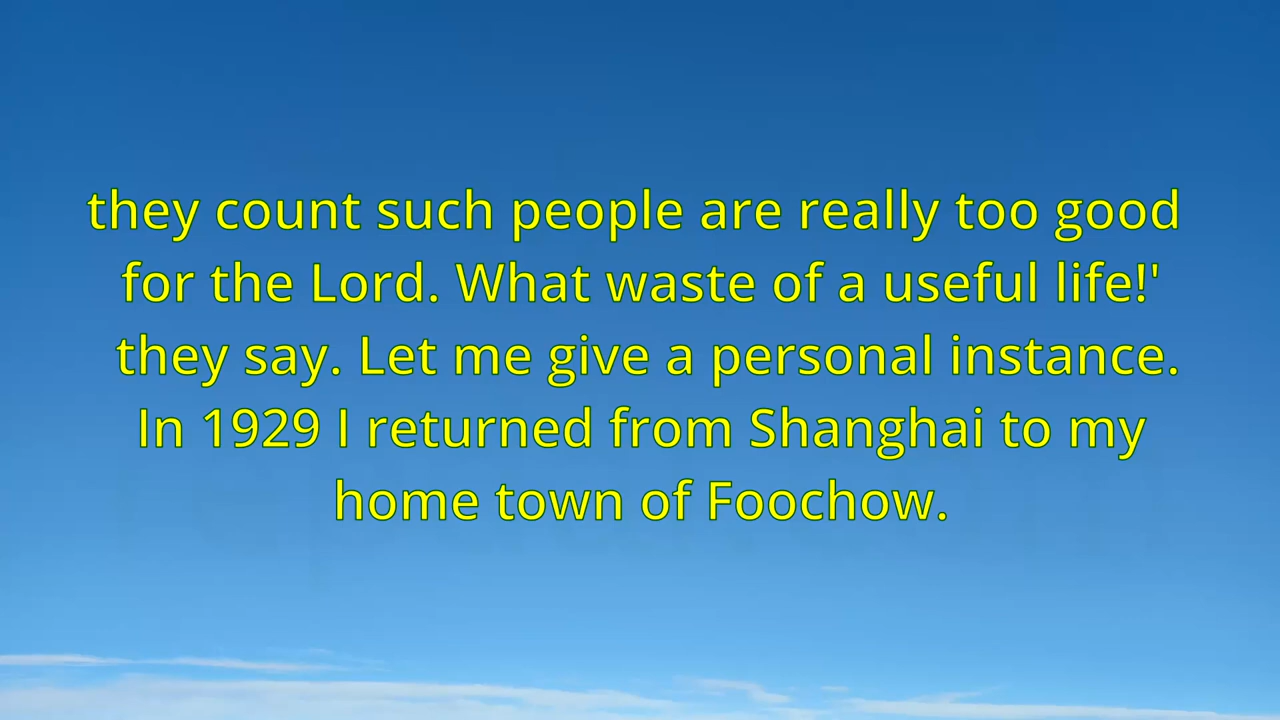 they count such people are really too good
for the Lord. What waste of a useful life!'
they say. Let me give a personal instance.
In 1929 I returned from Shanghai to my
home town of Foochow.